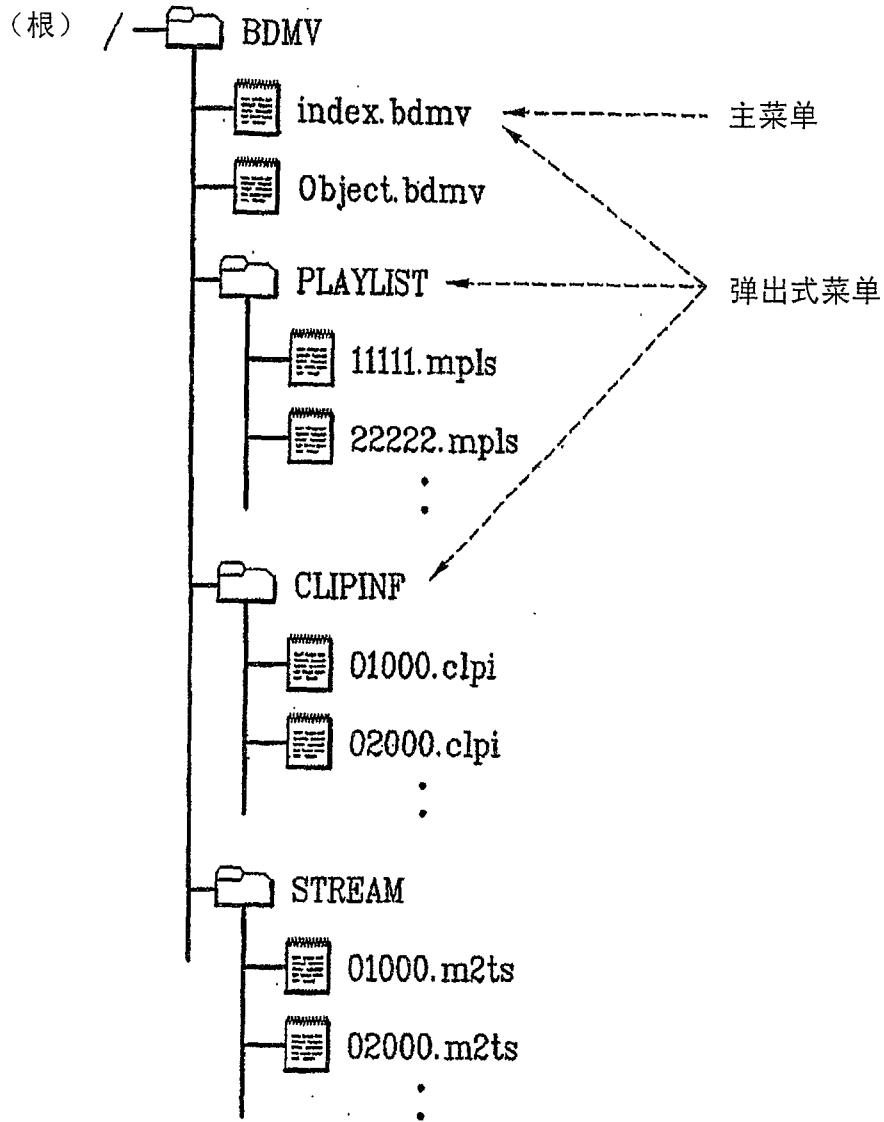 （根） / BDMV
index.bdmv 主菜单
Object.bdmv
PLAYLIST 弹出式菜单
11111.mpls
22222.mpls
CLIPINF
01000.clpi
02000.clpi
STREAM
01000.m2ts
02000.m2ts